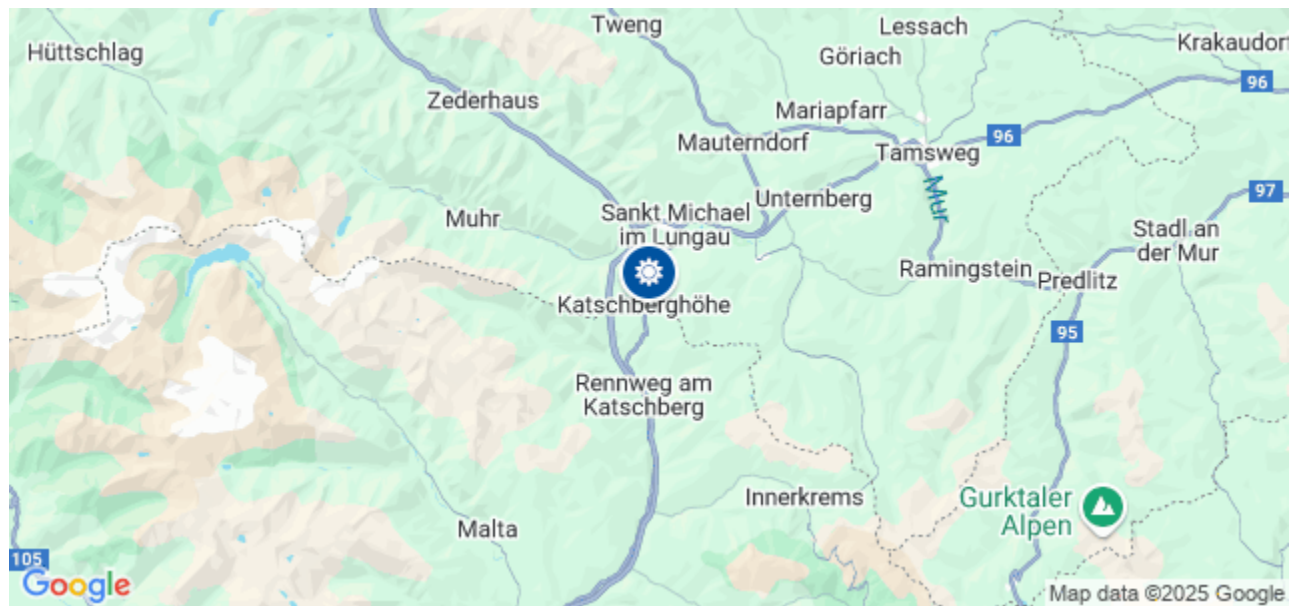 Tweng
Lessach
Hüttschlag
Göriach
Krakaudorf
96
Zederhaus
Mariapfarr
96
Mauterndorf
Tamsweg
Mur
97
Unternberg
Muhr
Sankt Michael
im Lungau
Stadl an
der Mur
Ramingstein
Predlitz
Katschberghöhe
95
Rennweg am
Katschberg
Innerkrems
Gurktaler
Alpen
Malta
105
Google
Map data ©2025 Google